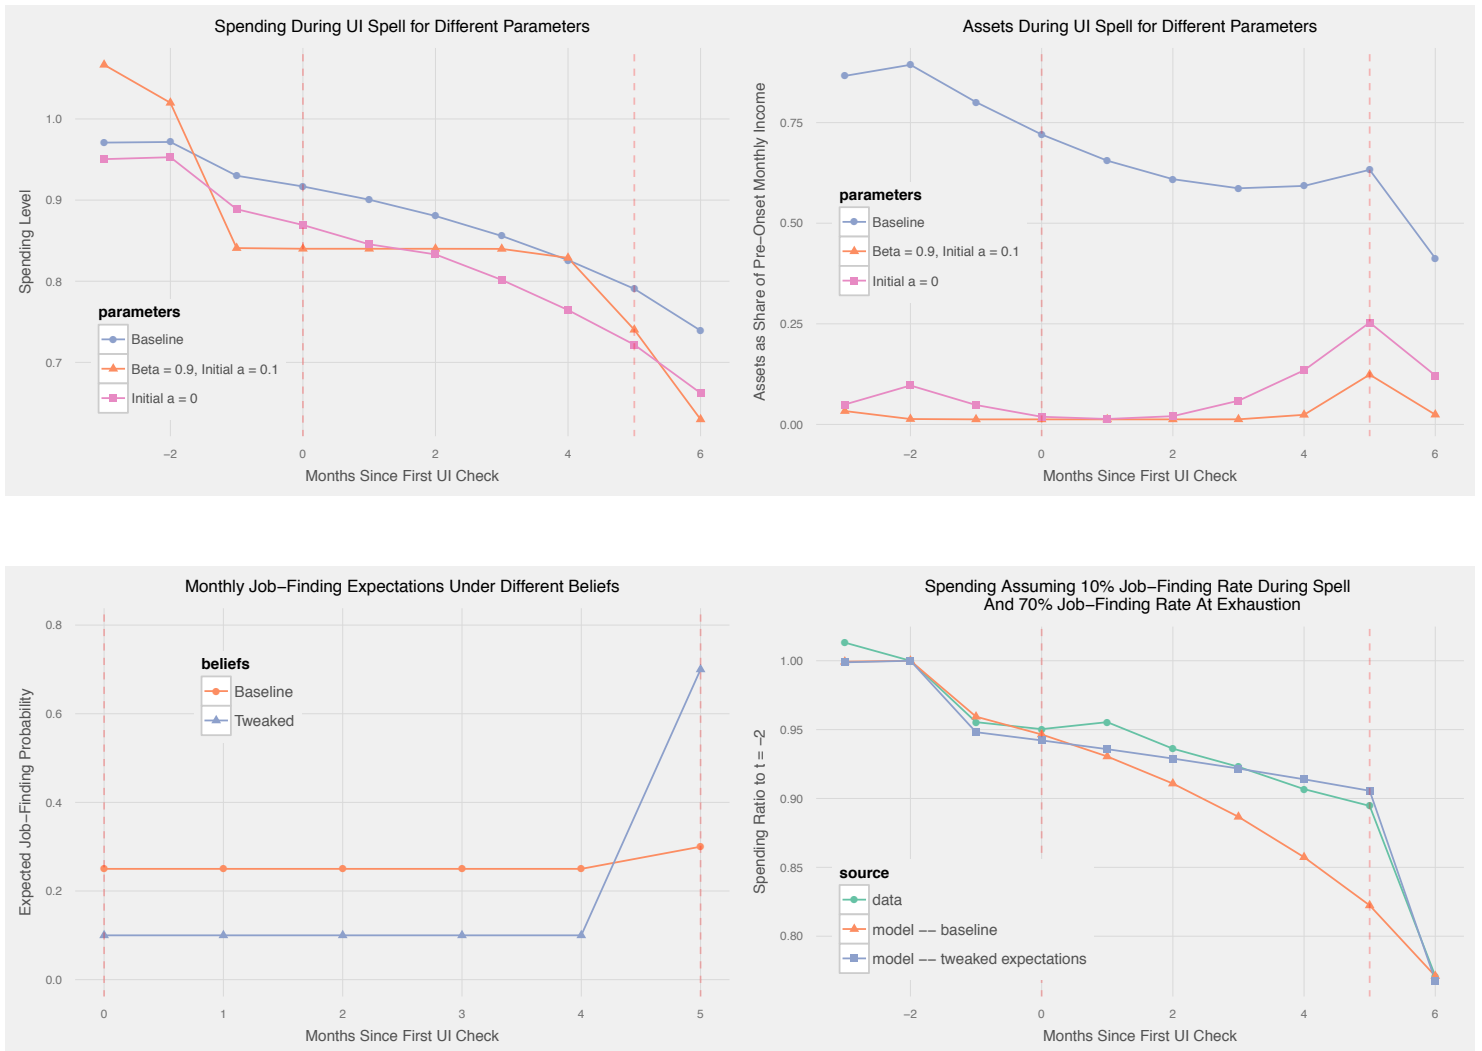 Spending During UI Spell for Different Parameters
1.0
0.9
0.8
0.7
Spending Level
parameters
Baseline
Beta = 0.9, Initial a = 0.1
Initial a = 0
−2
0
2
4
6
Months Since First UI Check
Assets During UI Spell for Different Parameters
0.75
0.50
0.25
0.00
Assets as Share of Pre−Onset Monthly Income
parameters
Baseline
Beta = 0.9, Initial a = 0.1
Initial a = 0
−2
0
2
4
6
Months Since First UI Check
Monthly Job−Finding Expectations Under Different Beliefs
0.8
0.6
0.4
0.2
0.0
Expected Job−Finding Probability
beliefs
Baseline
Tweaked
0
1
2
3
4
5
Months Since First UI Check
Spending Assuming 10% Job−Finding Rate During Spell
And 70% Job−Finding Rate At Exhaustion
1.00
0.95
0.90
0.85
0.80
Spending Ratio to t = −2
source
data
model −− baseline
model −− tweaked expectations
−2
0
2
4
6
Months Since First UI Check